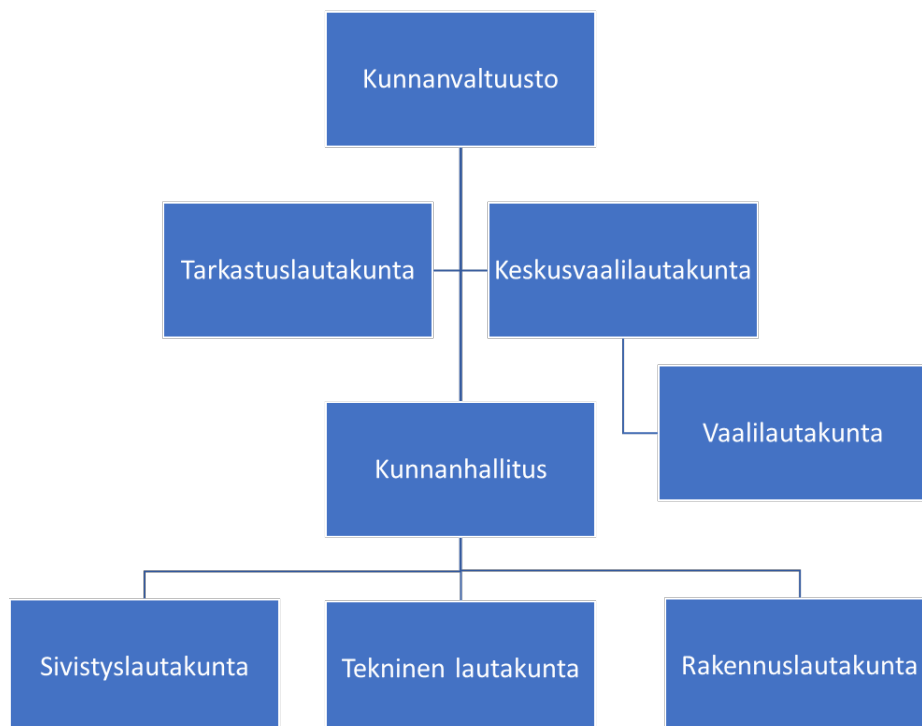 Kunnanvaltuusto
Tarkastuslautakunta
Keskusvaalilautakunta
Vaalilautakunta
Kunnanhallitus
Sivistyslautakunta
Tekninen lautakunta
Rakennuslautakunta